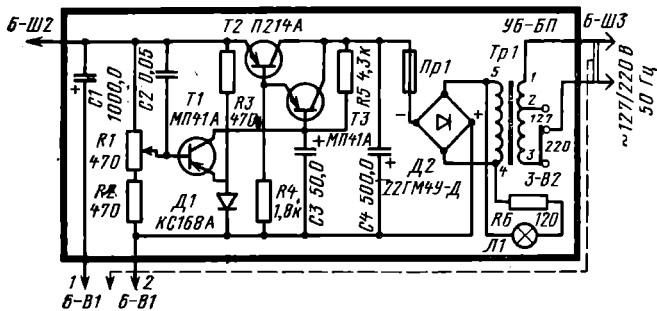 Б-Ш2
Т2 П214А
УБ-БП
Б-Ш3
С1 1000,0
С2 0,05
Т1
МП41А
R3
470
R5 4,3к
Т3
МП41А
Пр1
Тр1
5
4
1
2
127
220
3
3-В2
~127/220 В
50 Гц
R1
470
R2
470
Д1
КС168А
R4
1,8к
С3 50,0
С4 500,0
Д2
22ГМ4У-Д
R6
120
Л1
1
Б-В1
2
Б-В1
+
+
+
−
+